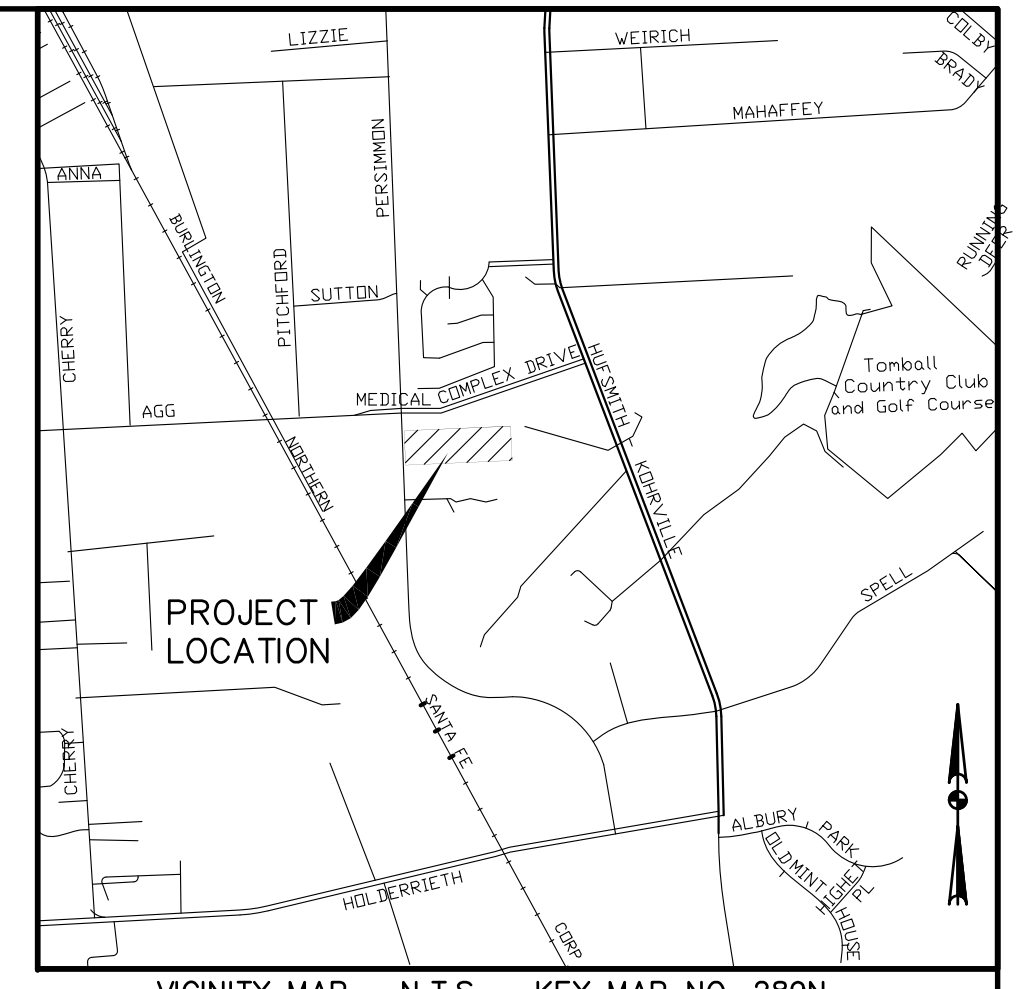 LIZZIE
WEIRICH
COLBY
BRADY
MAHAFFEY
PERSIMMON
ANNA
BURLINGTON
RUNNING
DEER
PITCHFORD
SUTTON
CHERRY
MEDICAL COMPLEX DRIVE
HUFSMITH - KOHRVILLE
Tomball
Country Club
and Golf Course
AGG
NORTHERN
SPELL
PROJECT
LOCATION
SANTA FE
CHERRY
ALBURY PARK
OLD MINT HOUSE
HIGHE PL
HOLDERRIETH
CORP
VICINITY MAP N.T.S. KEY MAP NO. 289N